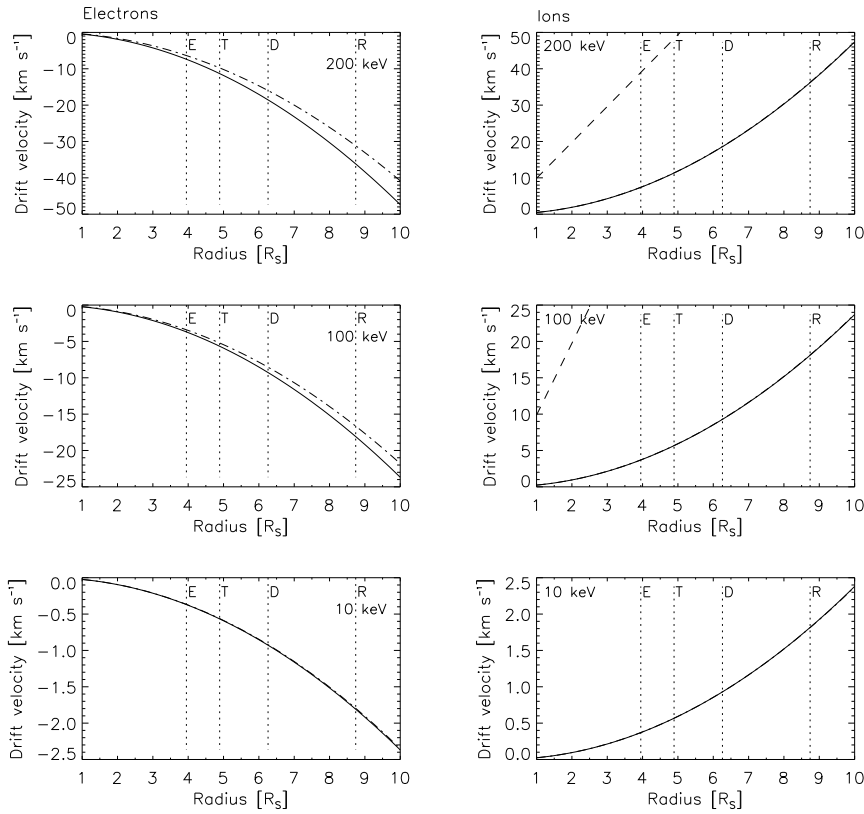 Electrons
Ions
0
−10
−20
−30
−40
−50
Drift velocity [km s⁻¹]
E T D R
200 keV
1 2 3 4 5 6 7 8 9 10
Radius [R_S]
50
40
30
20
10
0
Drift velocity [km s⁻¹]
200 keV E T D R
1 2 3 4 5 6 7 8 9 10
Radius [R_S]
0
−5
−10
−15
−20
−25
Drift velocity [km s⁻¹]
E T D R
100 keV
1 2 3 4 5 6 7 8 9 10
Radius [R_S]
25
20
15
10
5
0
Drift velocity [km s⁻¹]
100 keV E T D R
1 2 3 4 5 6 7 8 9 10
Radius [R_S]
0.0
−0.5
−1.0
−1.5
−2.0
−2.5
Drift velocity [km s⁻¹]
E T D R
10 keV
1 2 3 4 5 6 7 8 9 10
Radius [R_S]
2.5
2.0
1.5
1.0
0.5
0.0
Drift velocity [km s⁻¹]
10 keV E T D R
1 2 3 4 5 6 7 8 9 10
Radius [R_S]